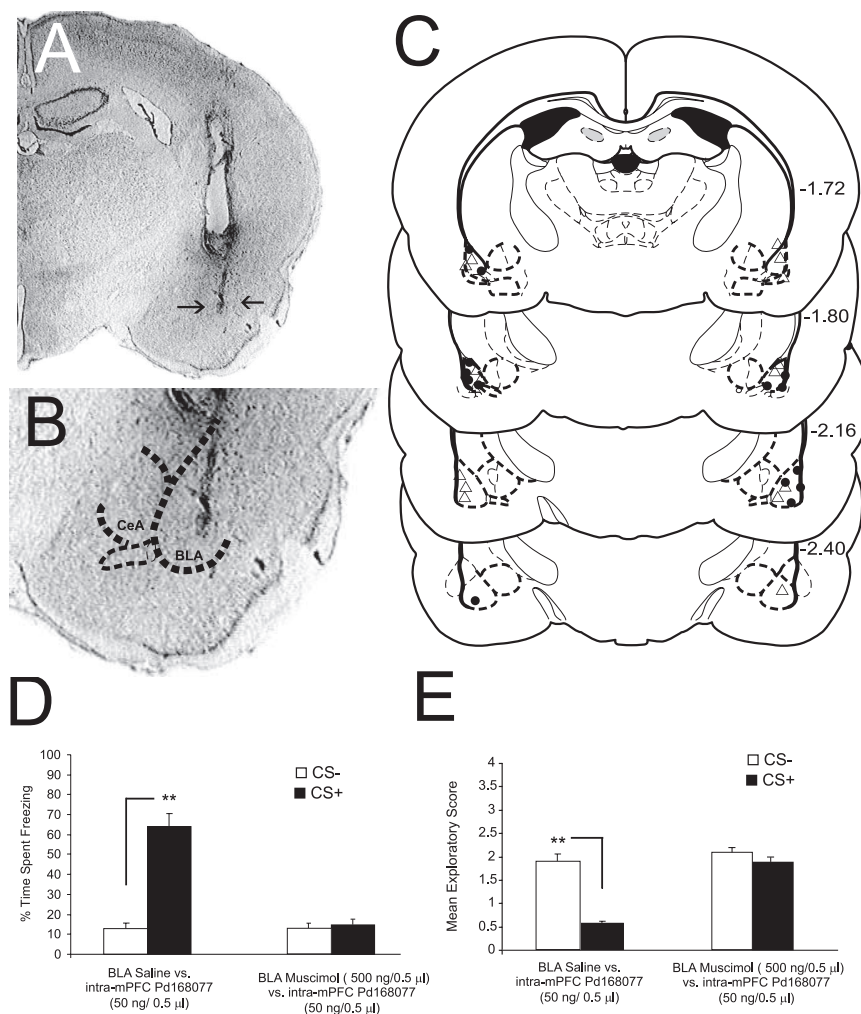 A
C
-1.72
-1.80
B
CeA
BLA
-2.16
-2.40
D
% Time Spent Freezing
100
90
80
70
60
50
40
30
20
10
0
CS-
CS+
**
BLA Saline vs.
intra-mPFC Pd168077
(50 ng/ 0.5 µl)
BLA Muscimol ( 500 ng/0.5 µl)
vs. intra-mPFC Pd168077
(50 ng/0.5 µl)
E
Mean Exploratory Score
4
3.5
3
2.5
2
1.5
1
0.5
0
CS-
CS+
**
BLA Saline vs.
intra-mPFC Pd168077
(50 ng/ 0.5 µl)
BLA Muscimol ( 500 ng/0.5 µl)
vs. intra-mPFC Pd168077
(50 ng/0.5 µl)